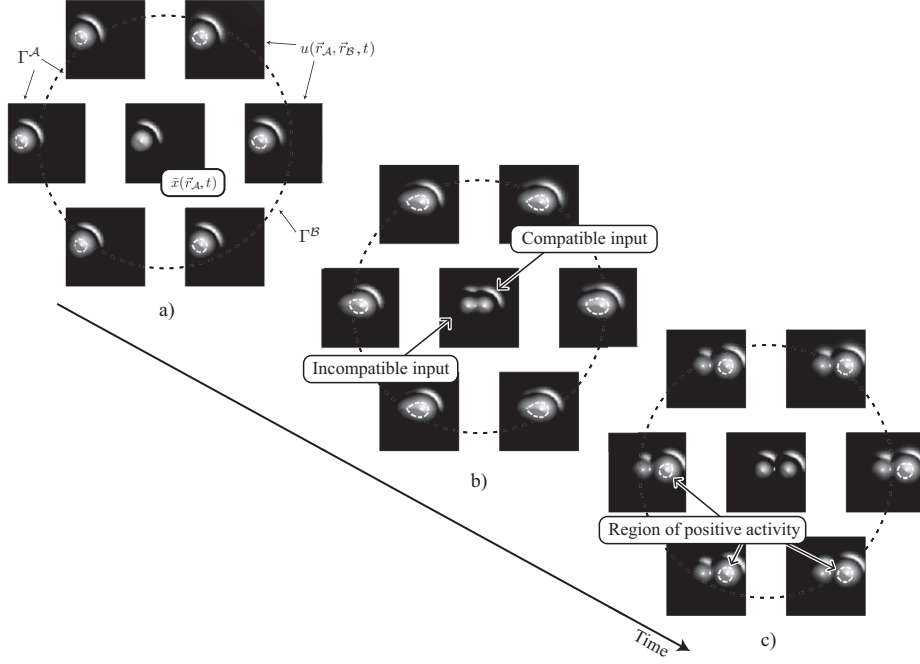 Γ^𝒜
u(r⃗_𝒜, r⃗_ℬ, t)
x̄(r⃗_𝒜, t)
Γ^ℬ
a)
Compatible input
Incompatible input
b)
Region of positive activity
Time
c)